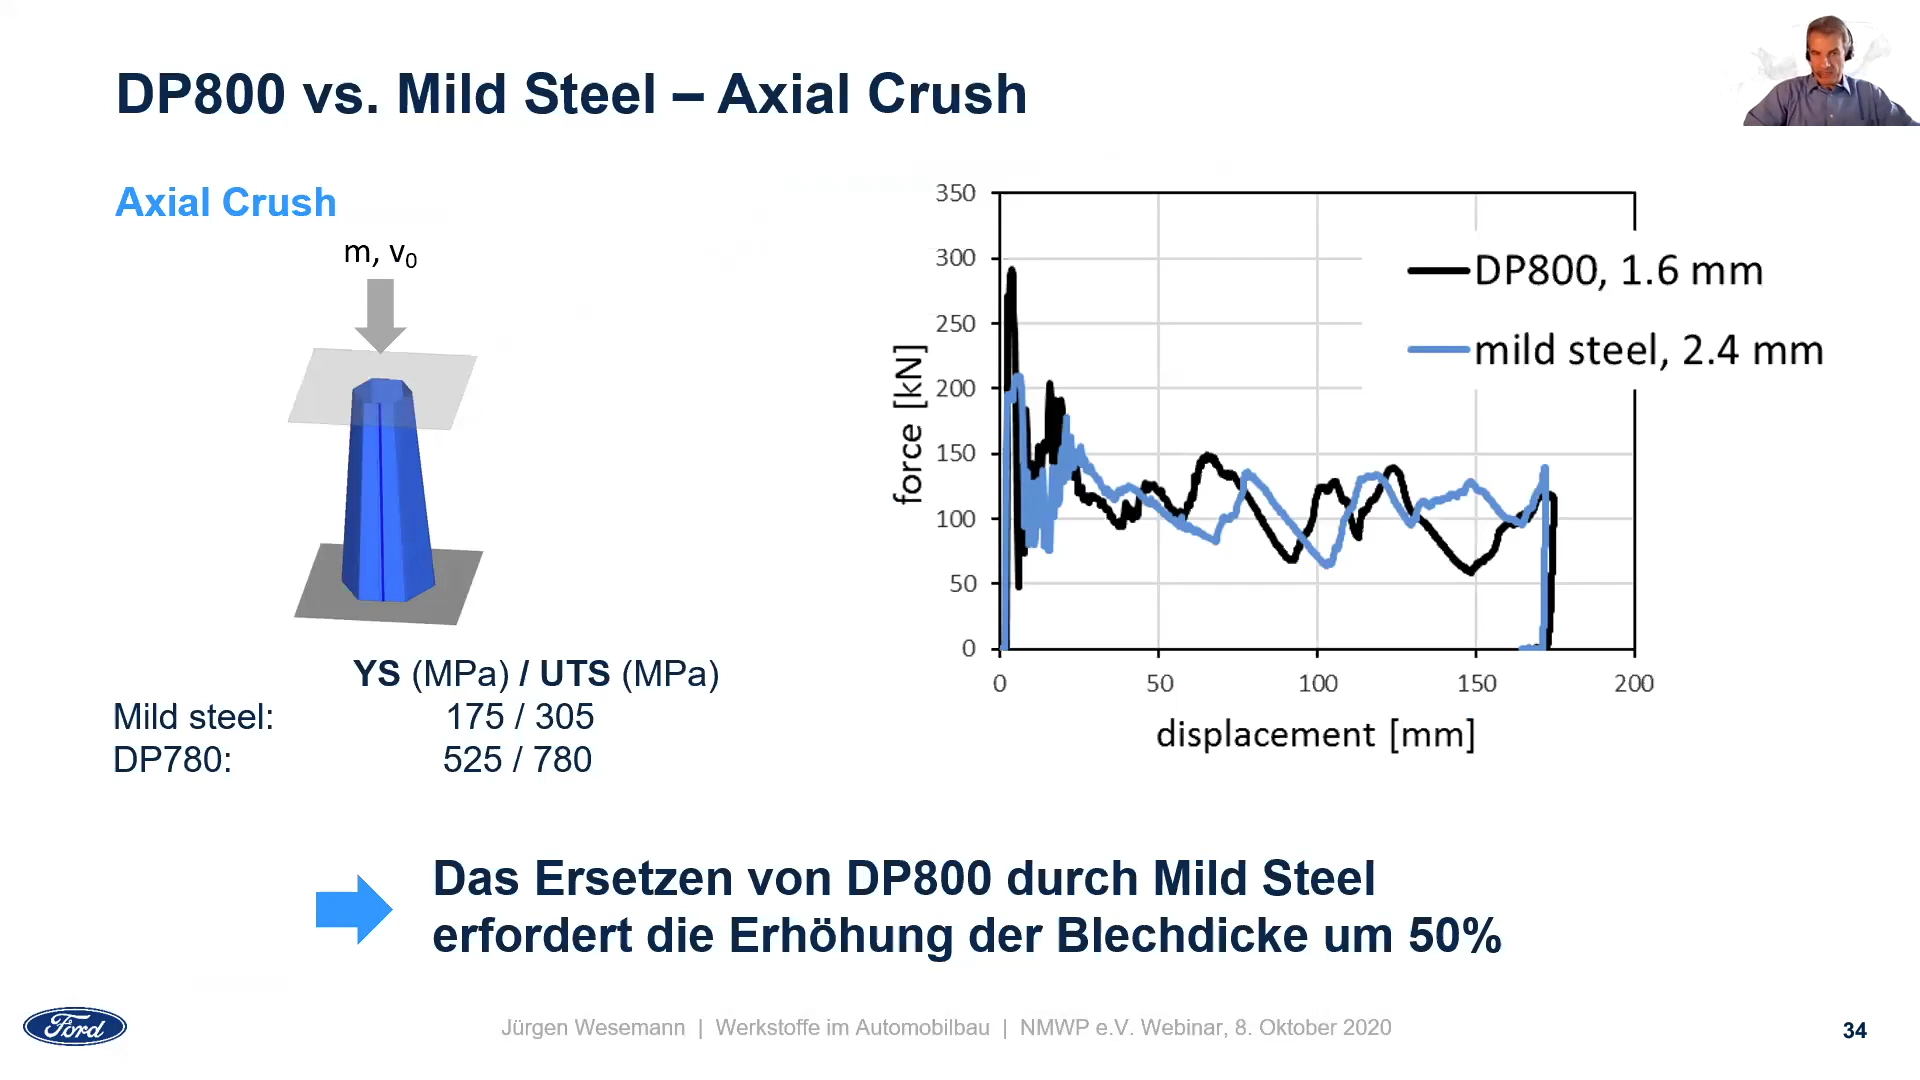 DP800 vs. Mild Steel – Axial Crush
Axial Crush
m, v₀
YS (MPa) / UTS (MPa)
Mild steel: 175 / 305
DP780: 525 / 780
350
300
250
200
150
100
50
0
force [kN]
0 50 100 150 200
displacement [mm]
DP800, 1.6 mm
mild steel, 2.4 mm
Das Ersetzen von DP800 durch Mild Steel
erfordert die Erhöhung der Blechdicke um 50%
Ford
Jürgen Wesemann | Werkstoffe im Automobilbau | NMWP e.V. Webinar, 8. Oktober 2020
34